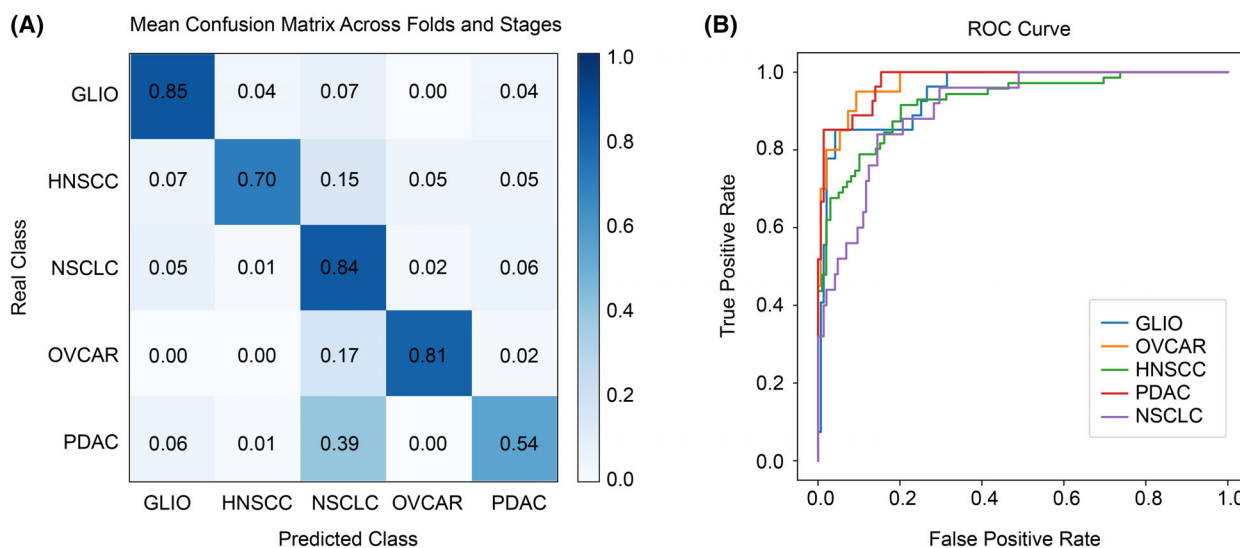 (A)
Mean Confusion Matrix Across Folds and Stages
Real Class
GLIO 0.85 0.04 0.07 0.00 0.04
HNSCC 0.07 0.70 0.15 0.05 0.05
NSCLC 0.05 0.01 0.84 0.02 0.06
OVCAR 0.00 0.00 0.17 0.81 0.02
PDAC 0.06 0.01 0.39 0.00 0.54
GLIO HNSCC NSCLC OVCAR PDAC
Predicted Class
1.0
0.8
0.6
0.4
0.2
0.0
(B)
ROC Curve
True Positive Rate
1.0
0.8
0.6
0.4
0.2
0.0
GLIO
OVCAR
HNSCC
PDAC
NSCLC
0.0 0.2 0.4 0.6 0.8 1.0
False Positive Rate